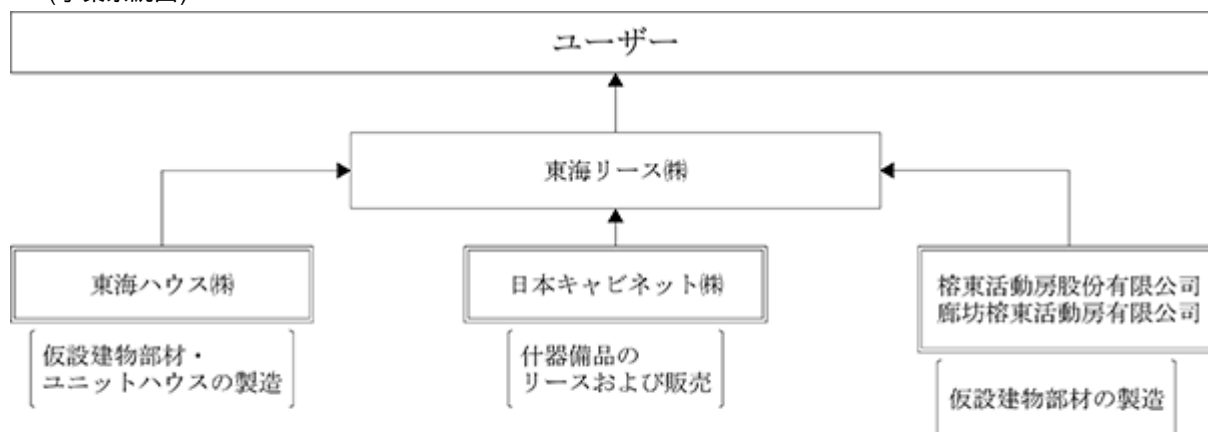 ユーザー
東海リース㈱
東海ハウス㈱
仮設建物部材・
ユニットハウスの製造
日本キャビネット㈱
什器備品の
リースおよび販売
榕東活動房股份有限公司
廊坊榕東活動房有限公司
仮設建物部材の製造